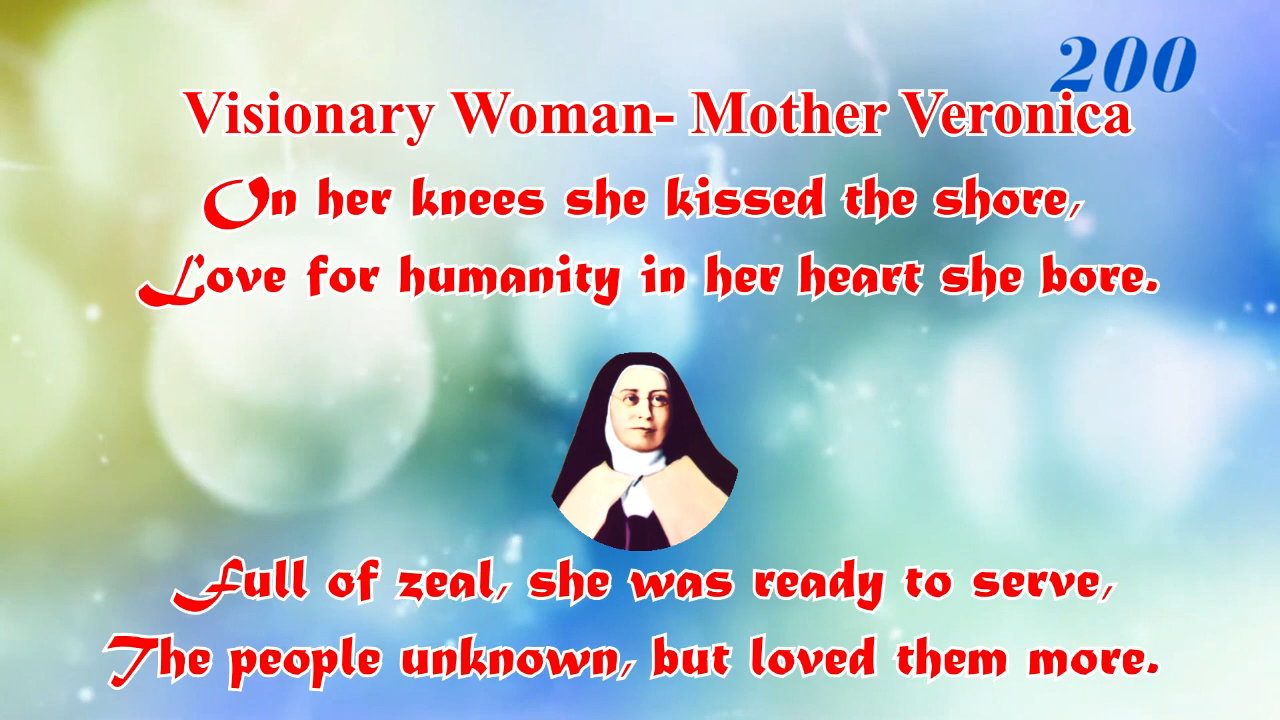 200
Visionary Woman- Mother Veronica
On her knees she kissed the shore,
Love for humanity in her heart she bore.
Full of zeal, she was ready to serve,
The people unknown, but loved them more.